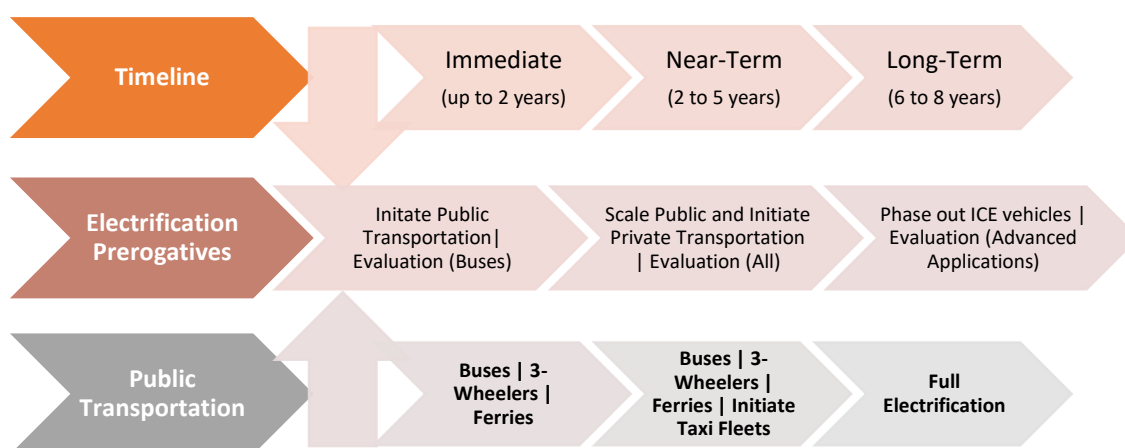 Timeline
Immediate
(up to 2 years)
Near-Term
(2 to 5 years)
Long-Term
(6 to 8 years)
Electrification
Prerogatives
Initate Public
Transportation|
Evaluation (Buses)
Scale Public and Initiate
Private Transportation
| Evaluation (All)
Phase out ICE vehicles |
Evaluation (Advanced
Applications)
Public
Transportation
Buses | 3-
Wheelers |
Ferries
Buses | 3-
Wheelers |
Ferries | Initiate
Taxi Fleets
Full
Electrification